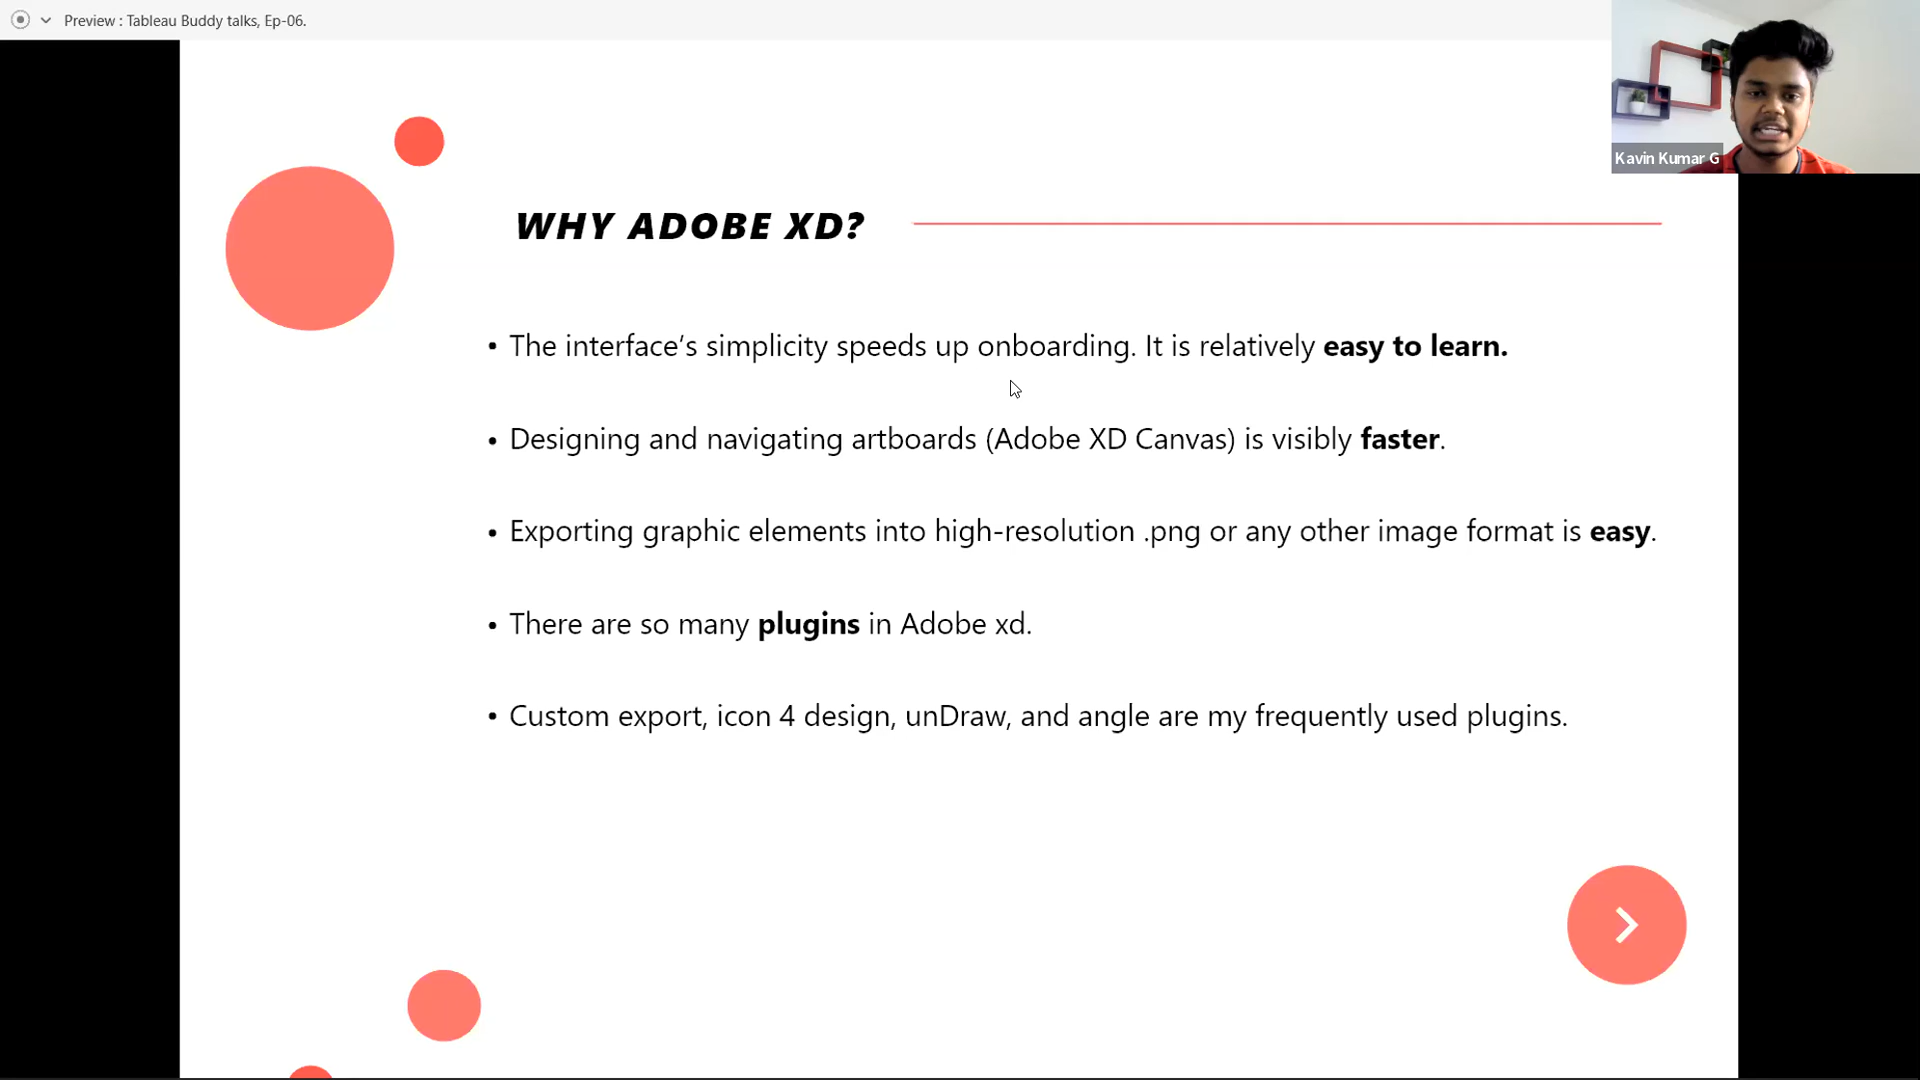 Preview : Tableau Buddy talks, Ep-06.
Kavin Kumar G
WHY ADOBE XD?
• The interface’s simplicity speeds up onboarding. It is relatively easy to learn.
• Designing and navigating artboards (Adobe XD Canvas) is visibly faster.
• Exporting graphic elements into high-resolution .png or any other image format is easy.
• There are so many plugins in Adobe xd.
• Custom export, icon 4 design, unDraw, and angle are my frequently used plugins.